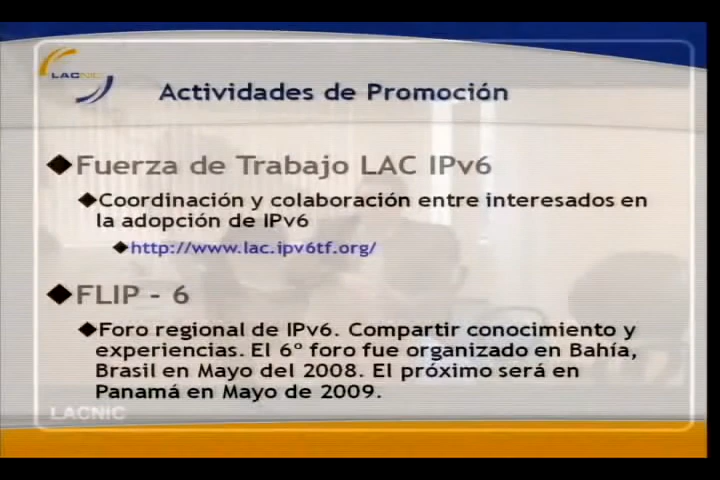 LACNIC
Actividades de Promoción
Fuerza de Trabajo LAC IPv6
Coordinación y colaboración entre interesados en
la adopción de IPv6
http://www.lac.ipv6tf.org/
FLIP - 6
Foro regional de IPv6. Compartir conocimiento y
experiencias. El 6º foro fue organizado en Bahía,
Brasil en Mayo del 2008. El próximo será en
Panamá en Mayo de 2009.
LACNIC